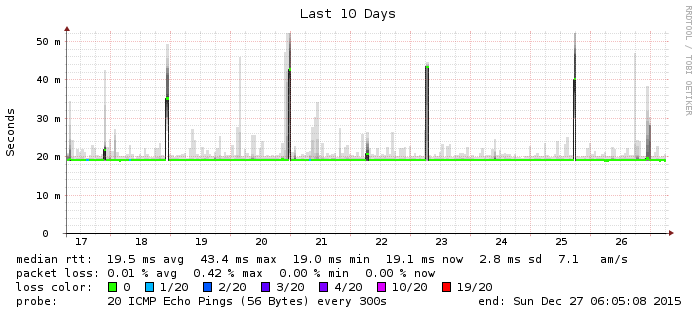 Last 10 Days
RRDTOOL / TOBI OETIKER
Seconds
50 m
40 m
30 m
20 m
10 m
0
17 18 19 20 21 22 23 24 25 26
median rtt: 19.5 ms avg 43.4 ms max 19.0 ms min 19.1 ms now 2.8 ms sd 7.1 am/s
packet loss: 0.01 % avg 0.42 % max 0.00 % min 0.00 % now
loss color: 0 1/20 2/20 3/20 4/20 10/20 19/20
probe: 20 ICMP Echo Pings (56 Bytes) every 300s end: Sun Dec 27 06:05:08 2015